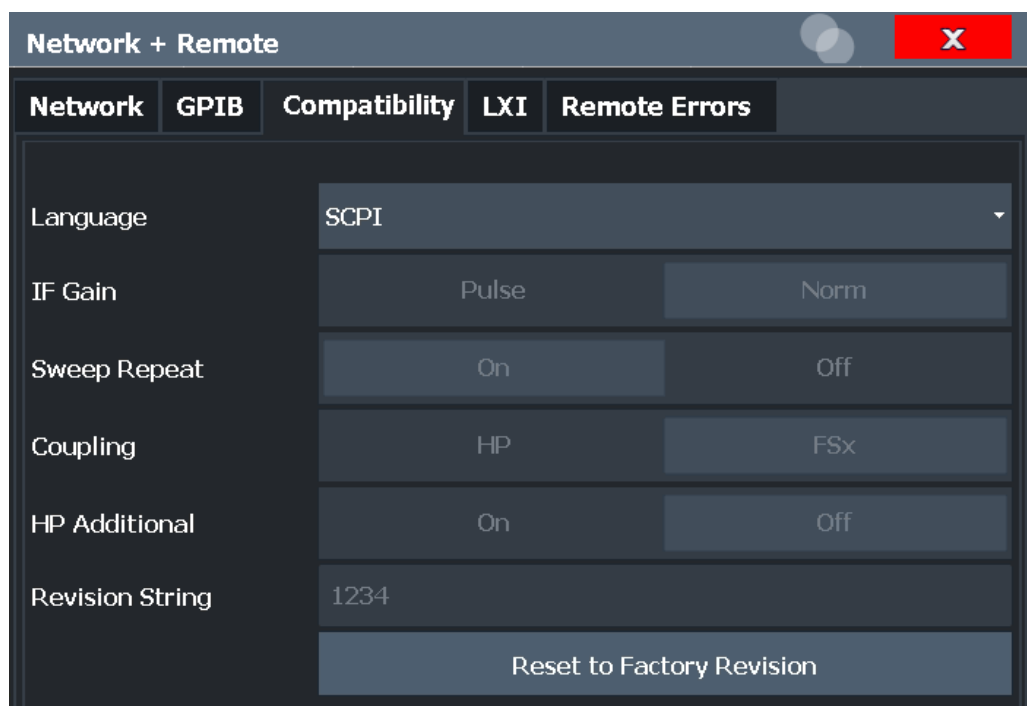 Network + Remote X
Network GPIB Compatibility LXI Remote Errors
Language SCPI
IF Gain Pulse Norm
Sweep Repeat On Off
Coupling HP FSx
HP Additional On Off
Revision String 1234
Reset to Factory Revision